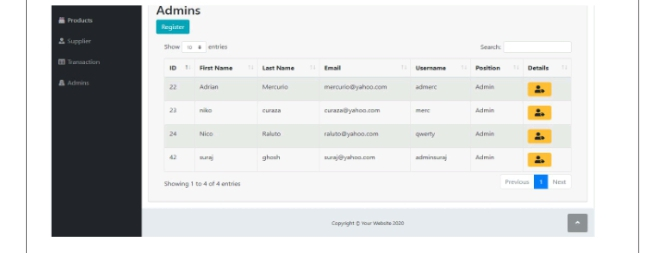 Products
Supplier
Transaction
Admins
Admins
Register
Show 10 entries
Search:
ID First Name Last Name Email Username Position Details
22 Adrian Mercurio mercurio@yahoo.com admerc Admin
23 niko curaza curaza@yahoo.com merc Admin
24 Nico Raluto raluto@yahoo.com qwerty Admin
42 suraj ghosh suraj@yahoo.com adminsuraj Admin
Showing 1 to 4 of 4 entries
Previous 1 Next
Copyright © Your Website 2020